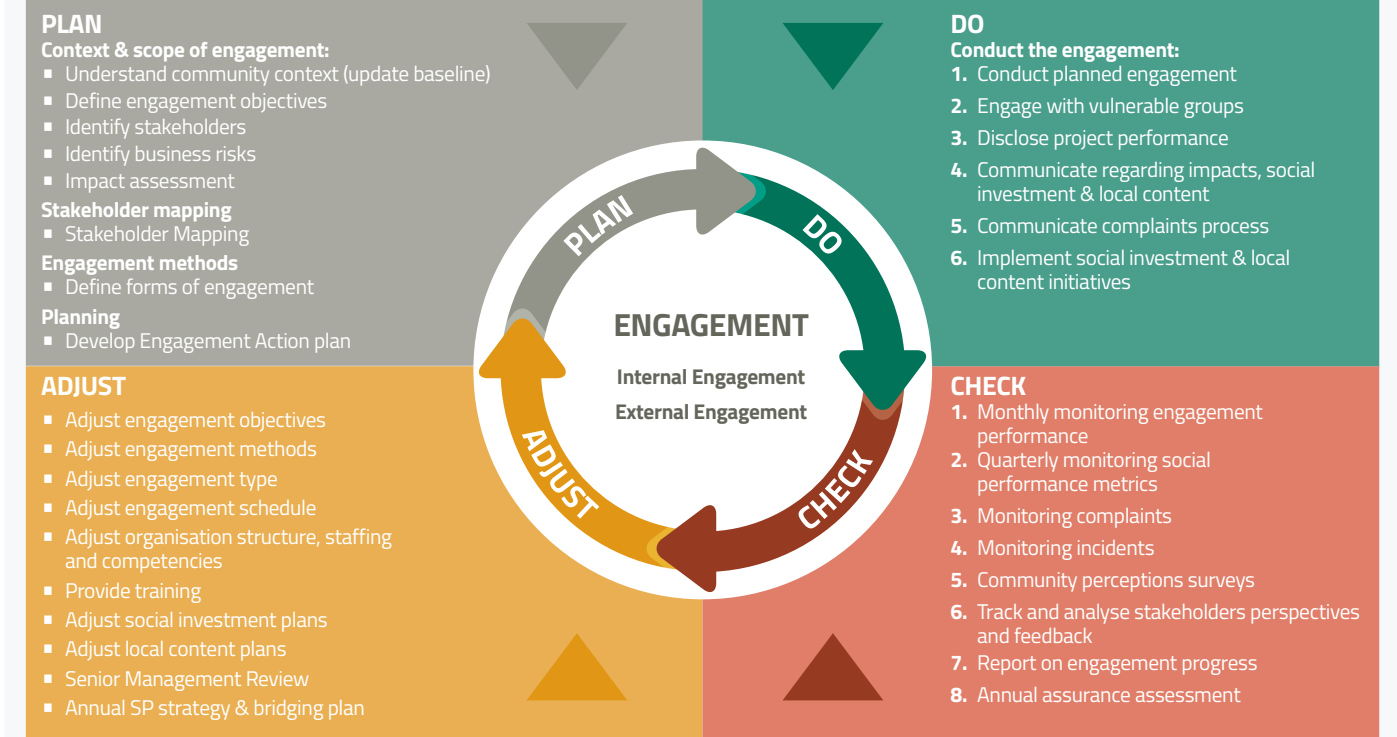 PLAN
Context & scope of engagement:
▪ Understand community context (update baseline)
▪ Define engagement objectives
▪ Identify stakeholders
▪ Identify business risks
▪ Impact assessment
Stakeholder mapping
▪ Stakeholder Mapping
Engagement methods
▪ Define forms of engagement
Planning
▪ Develop Engagement Action plan
DO
Conduct the engagement:
1. Conduct planned engagement
2. Engage with vulnerable groups
3. Disclose project performance
4. Communicate regarding impacts, social
investment & local content
5. Communicate complaints process
6. Implement social investment & local
content initiatives
PLAN
DO
CHECK
ADJUST
ENGAGEMENT
Internal Engagement
External Engagement
ADJUST
▪ Adjust engagement objectives
▪ Adjust engagement methods
▪ Adjust engagement type
▪ Adjust engagement schedule
▪ Adjust organisation structure, staffing
and competencies
▪ Provide training
▪ Adjust social investment plans
▪ Adjust local content plans
▪ Senior Management Review
▪ Annual SP strategy & bridging plan
CHECK
1. Monthly monitoring engagement
performance
2. Quarterly monitoring social
performance metrics
3. Monitoring complaints
4. Monitoring incidents
5. Community perceptions surveys
6. Track and analyse stakeholders perspectives
and feedback
7. Report on engagement progress
8. Annual assurance assessment